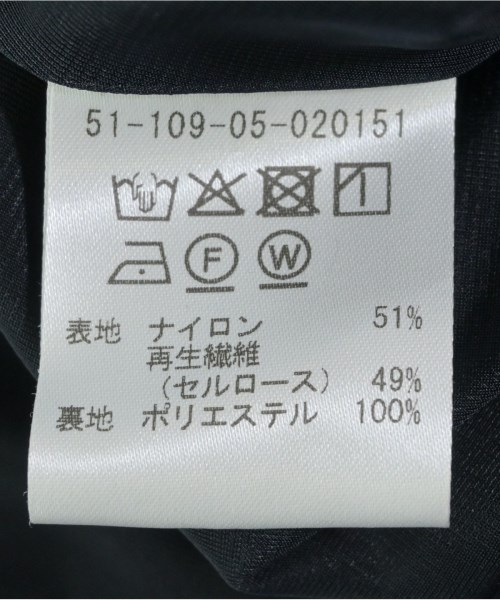 51-109-05-020151
F W
表地 ナイロン 51%
再生繊維
(セルロース) 49%
裏地 ポリエステル 100%